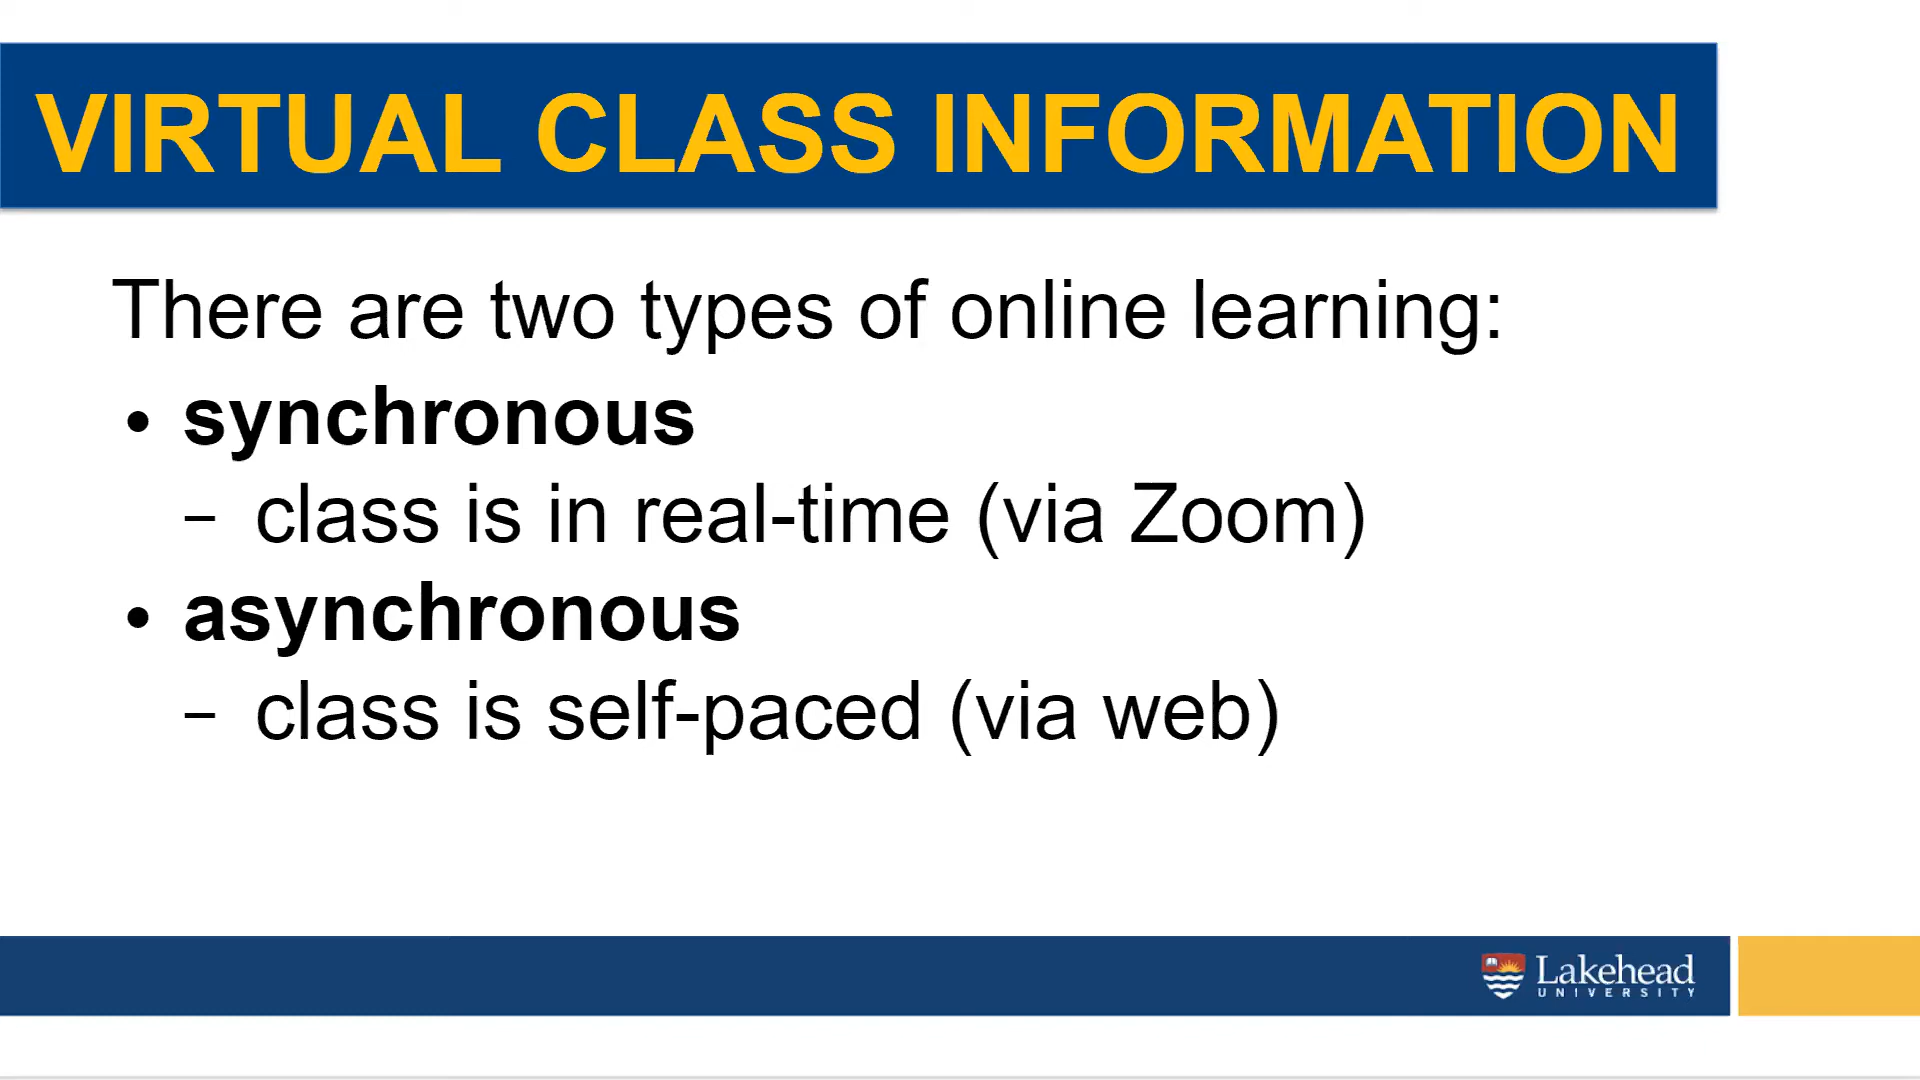 VIRTUAL CLASS INFORMATION
There are two types of online learning:
• synchronous
– class is in real-time (via Zoom)
• asynchronous
– class is self-paced (via web)
Lakehead
UNIVERSITY